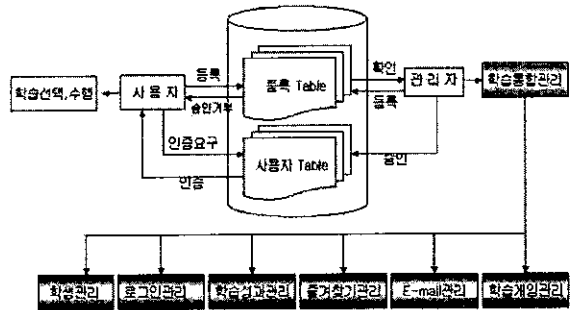 등록
확인
학습선택,수행
사용자
등록 Table
관리자
학습통합관리
승인거부
등록
인증요구
사용자 Table
승인
인증
학생관리
로그인관리
학습성과관리
즐겨찾기관리
E-mail관리
학습게임관리